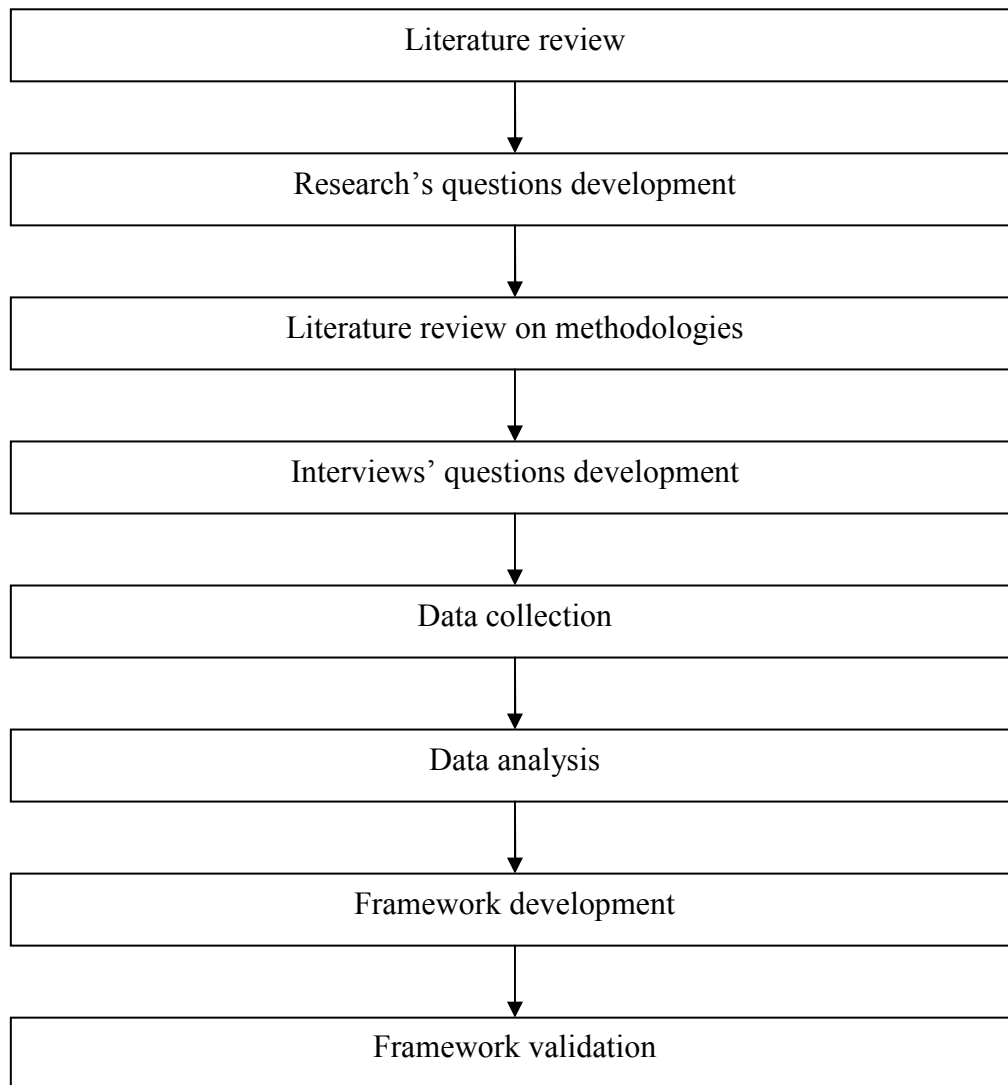 Literature review
Research’s questions development
Literature review on methodologies
Interviews’ questions development
Data collection
Data analysis
Framework development
Framework validation